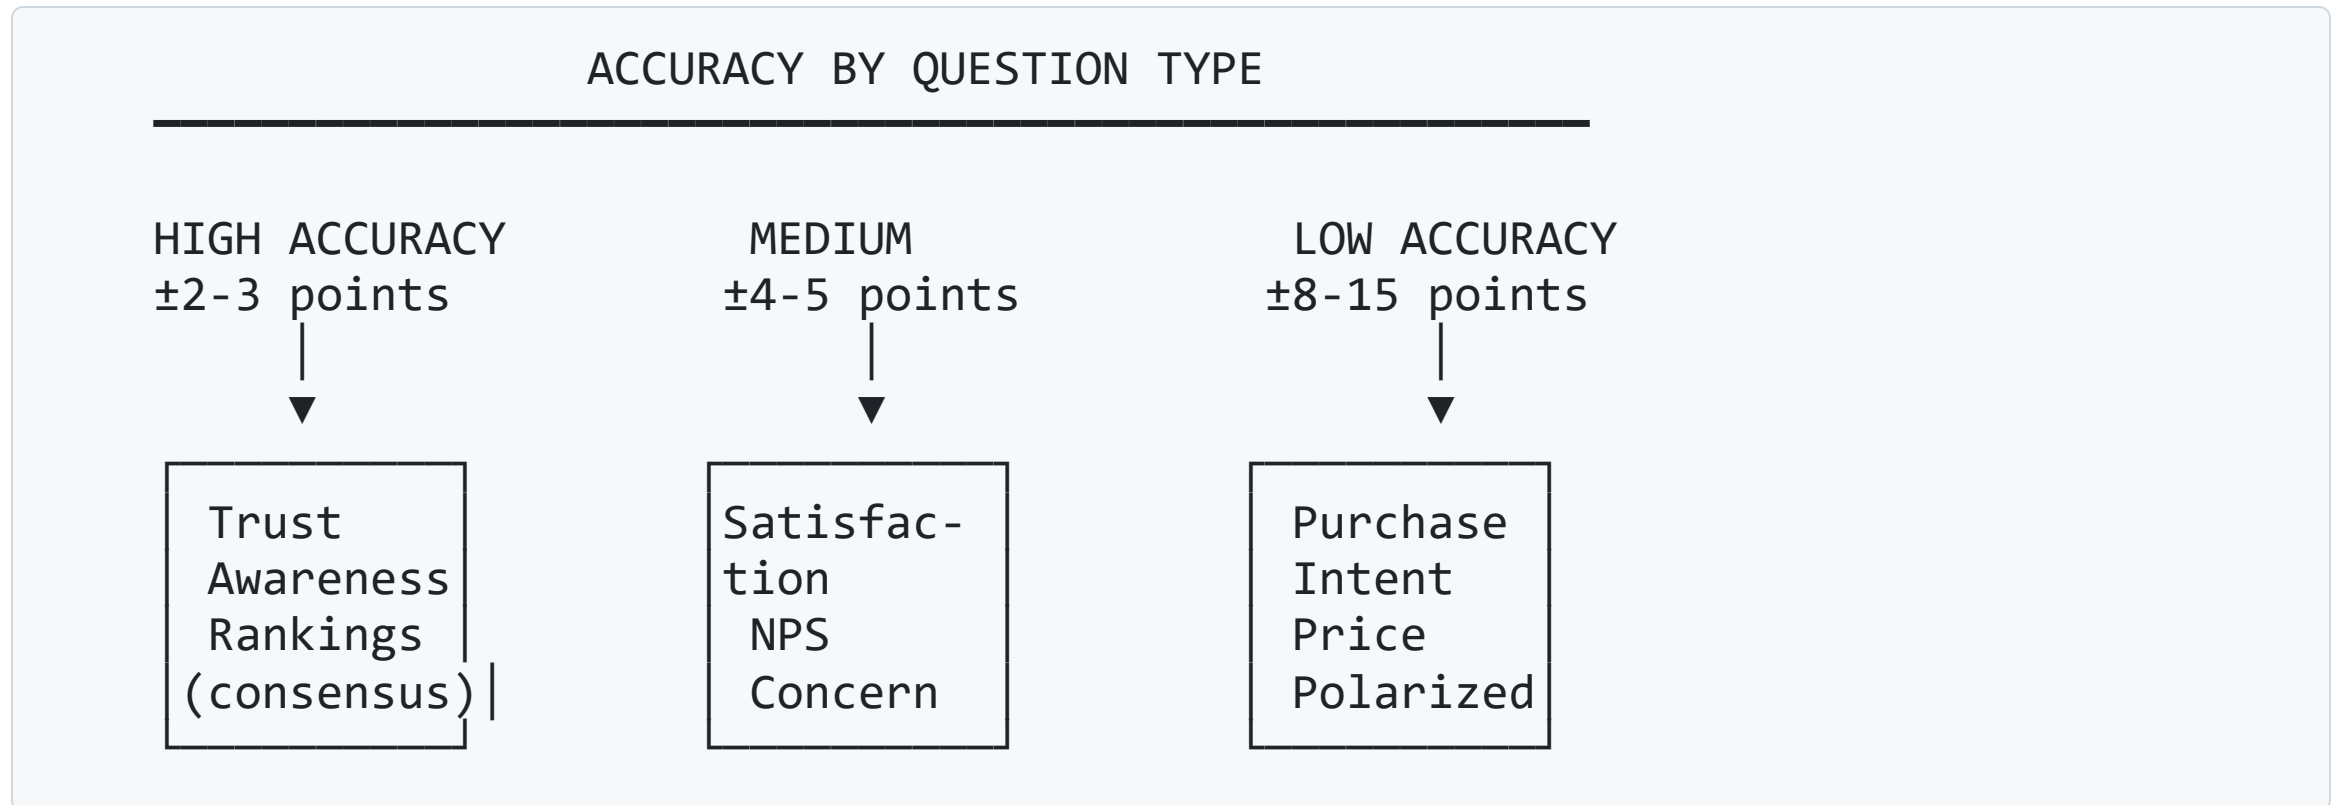 ACCURACY BY QUESTION TYPE
HIGH ACCURACY
±2-3 points
Trust
Awareness
Rankings
(consensus)
MEDIUM
±4-5 points
Satisfac-
tion
NPS
Concern
LOW ACCURACY
±8-15 points
Purchase
Intent
Price
Polarized